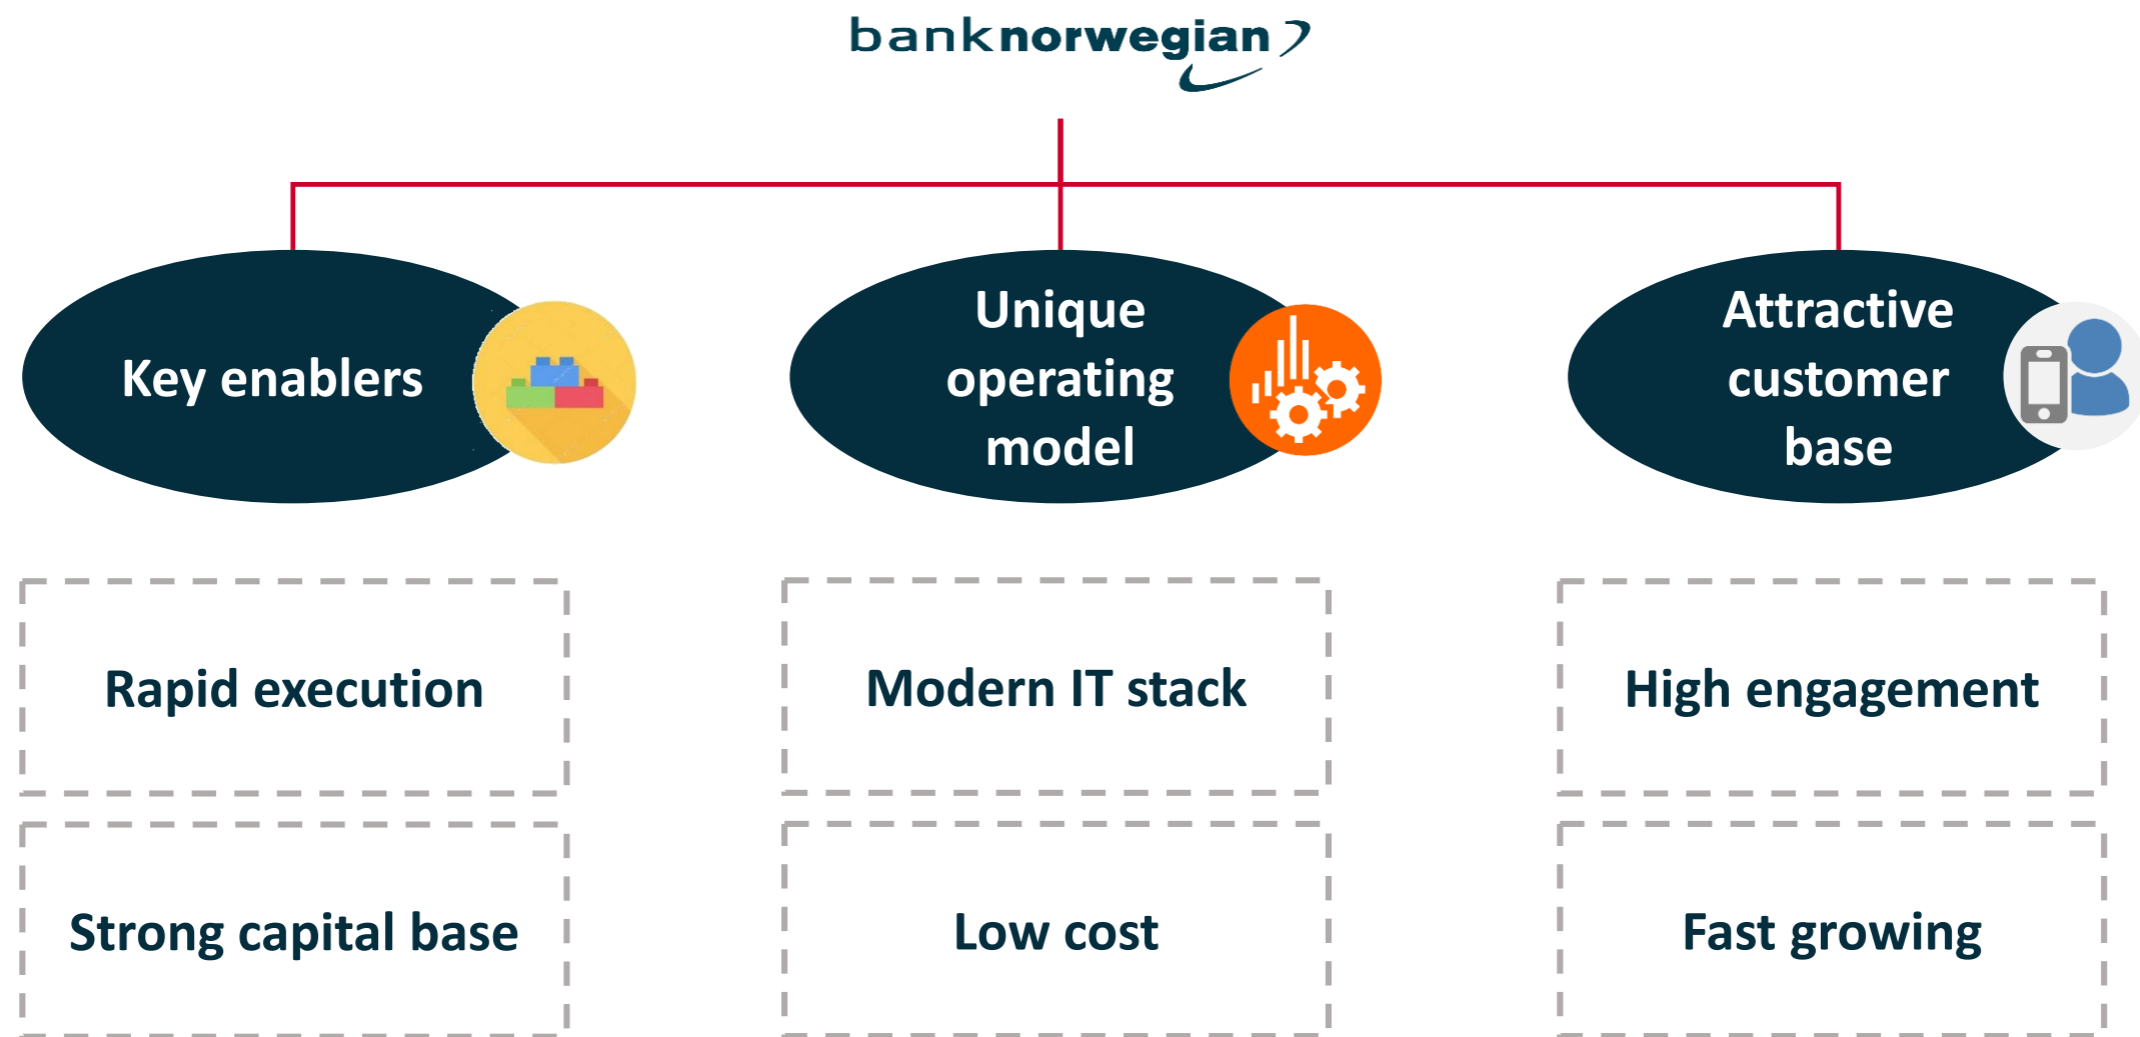 banknorwegian
Key enablers
Unique
operating
model
Attractive
customer
base
Rapid execution
Modern IT stack
High engagement
Strong capital base
Low cost
Fast growing